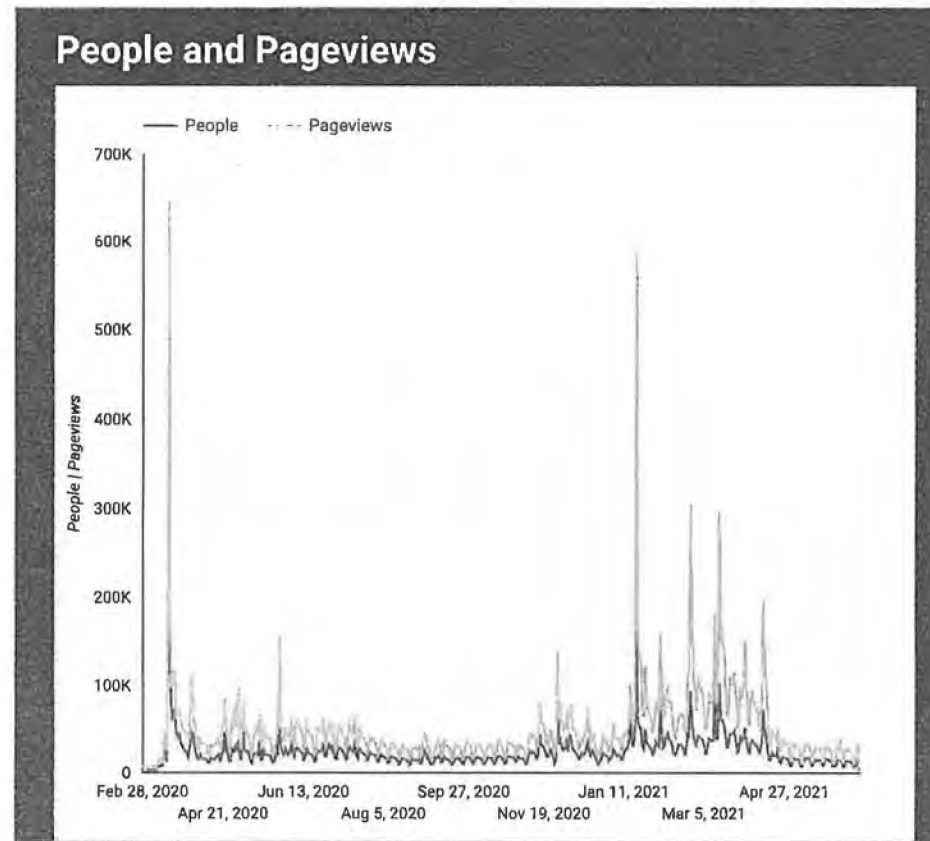 People and Pageviews
People Pageviews
700K
600K
500K
400K
300K
200K
100K
0
People | Pageviews
Feb 28, 2020 Jun 13, 2020 Sep 27, 2020 Jan 11, 2021 Apr 27, 2021
Apr 21, 2020 Aug 5, 2020 Nov 19, 2020 Mar 5, 2021